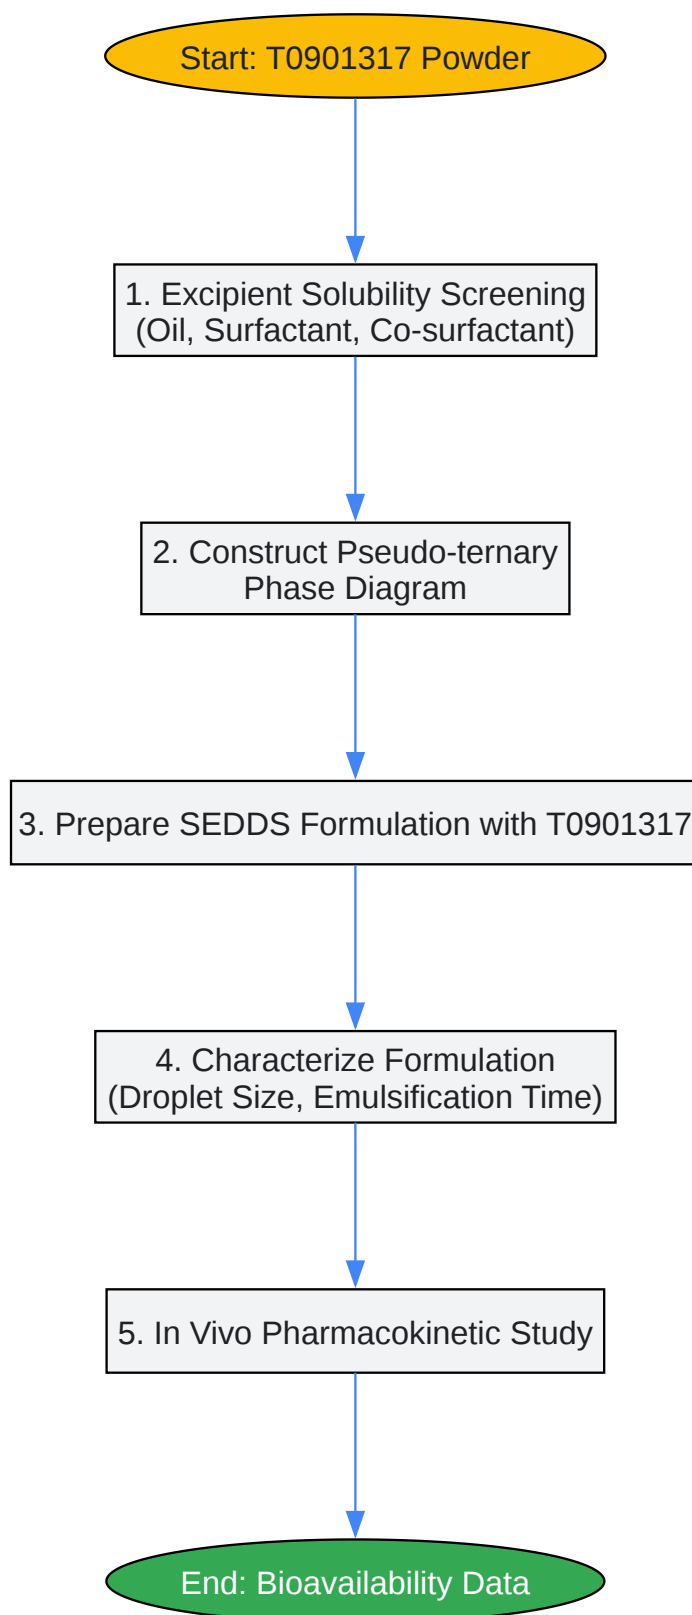 Start: T0901317 Powder
1. Excipient Solubility Screening
(Oil, Surfactant, Co-surfactant)
2. Construct Pseudo-ternary
Phase Diagram
3. Prepare SEDDS Formulation with T0901317
4. Characterize Formulation
(Droplet Size, Emulsification Time)
5. In Vivo Pharmacokinetic Study
End: Bioavailability Data